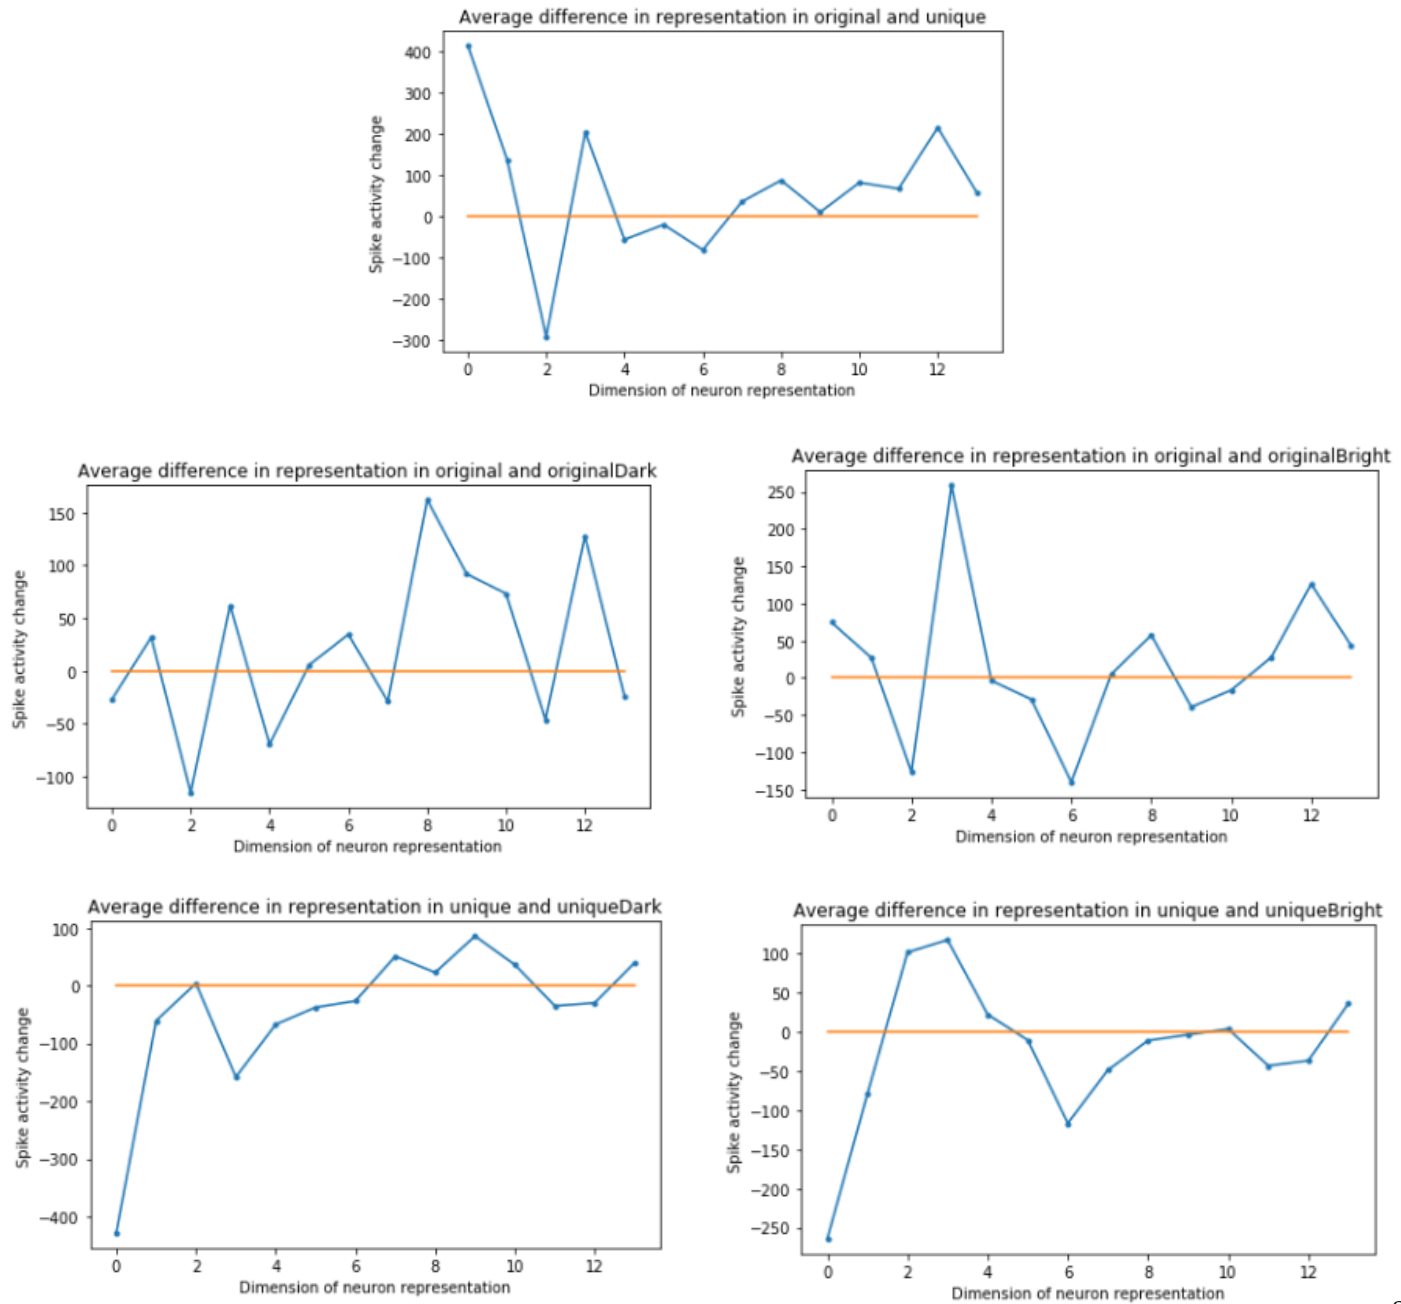 Average difference in representation in original and unique
400
300
200
100
0
−100
−200
−300
Spike activity change
0 2 4 6 8 10 12
Dimension of neuron representation
Average difference in representation in original and originalDark
150
100
50
0
−50
−100
Spike activity change
0 2 4 6 8 10 12
Dimension of neuron representation
Average difference in representation in original and originalBright
250
200
150
100
50
0
−50
−100
−150
Spike activity change
0 2 4 6 8 10 12
Dimension of neuron representation
Average difference in representation in unique and uniqueDark
100
0
−100
−200
−300
−400
Spike activity change
0 2 4 6 8 10 12
Dimension of neuron representation
Average difference in representation in unique and uniqueBright
100
50
0
−50
−100
−150
−200
−250
Spike activity change
0 2 4 6 8 10 12
Dimension of neuron representation